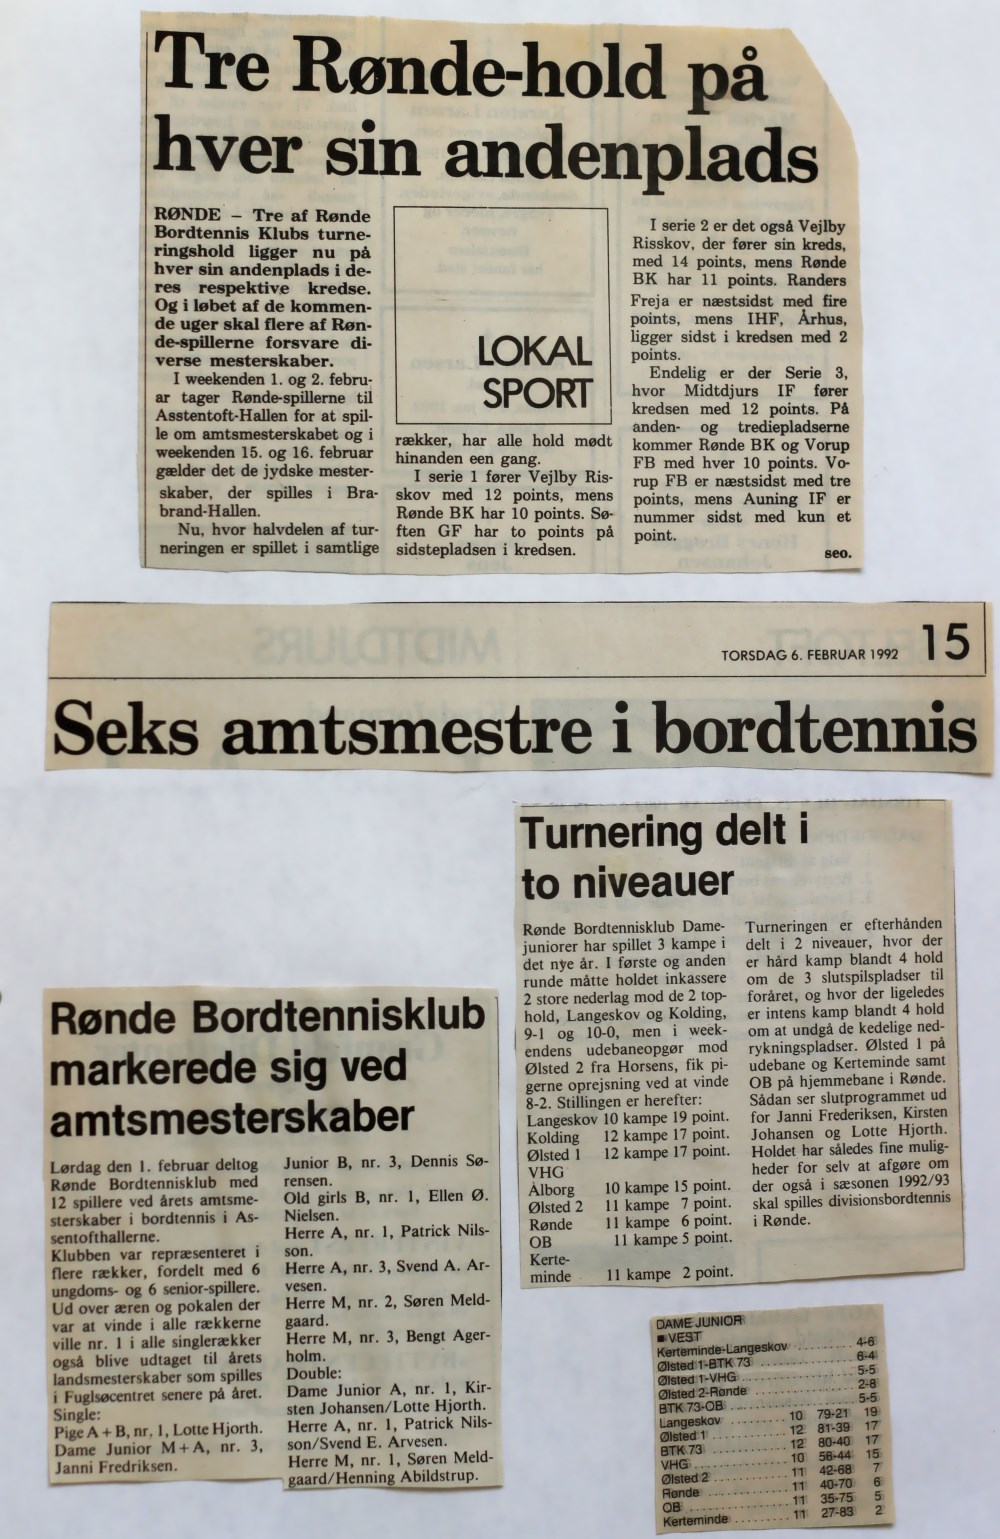 Tre Rønde-hold på
hver sin andenplads
RØNDE – Tre af Rønde
Bordtennis Klubs turne-
ringshold ligger nu på
hver sin andenplads i de-
res respektive kredse.
Og i løbet af de kommen-
de uger skal flere af Røn-
de-spillerne forsvare di-
verse mesterskaber.
I weekenden 1. og 2. febru-
ar tager Rønde-spillerne til
Asstentoft-Hallen for at spil-
le om amtsmesterskabet og i
weekenden 15. og 16. februar
gælder det de jydske mester-
skaber, der spilles i Bra-
brand-Hallen.
Nu, hvor halvdelen af tur-
neringen er spillet i samtlige
LOKAL
SPORT
rækker, har alle hold mødt
hinanden een gang.
I serie 1 fører Vejlby Ris-
skov med 12 points, mens
Rønde BK har 10 points. Sø-
ften GF har to points på
sidstepladsen i kredsen.
I serie 2 er det også Vejlby
Risskov, der fører sin kreds,
med 14 points, mens Rønde
BK har 11 points. Randers
Freja er næstsidst med fire
points, mens IHF, Århus,
ligger sidst i kredsen med 2
points.
Endelig er der Serie 3,
hvor Midtdjurs IF fører
kredsen med 12 points. På
anden- og tredjepladserne
kommer Rønde BK og Vorup
FB med hver 10 points. Vo-
rup FB er næstsidst med tre
points, mens Auning IF er
nummer sidst med kun et
point.
seo.
TORSDAG 6. FEBRUAR 1992 15
Seks amtsmestre i bordtennis
Turnering delt i
to niveauer
Rønde Bordtennisklub Dame-
juniorer har spillet 3 kampe i
det nye år. I første og anden
runde måtte holdet inkassere
2 store nederlag mod de 2 top-
hold, Langeskov og Kolding,
9-1 og 10-0, men i week-
endens udebaneopgør mod
Ølsted 2 fra Horsens, fik pi-
gerne oprejsning ved at vinde
8-2. Stillingen er herefter:
Langeskov 10 kampe 19 point.
Kolding 12 kampe 17 point.
Ølsted 1 12 kampe 17 point.
VHG
Ålborg 10 kampe 15 point.
Ølsted 2 11 kampe 7 point.
Rønde 11 kampe 6 point.
OB 11 kampe 5 point.
Kerte-
minde 11 kampe 2 point.
Turneringen er efterhånden
delt i 2 niveauer, hvor der
er hård kamp blandt 4 hold
om de 3 slutspilspladser til
foråret, og hvor der ligeledes
er intens kamp blandt 4 hold
om at undgå de kedelige ned-
rykningspladser. Ølsted 1 på
udebane og Kerteminde samt
OB på hjemmebane i Rønde.
Sådan ser slutprogrammet ud
for Janni Frederiksen, Kirsten
Johansen og Lotte Hjorth.
Holdet har således fine mulig-
heder for selv at afgøre om
der også i sæsonen 1992/93
skal spilles divisionsbordtennis
i Rønde.
Rønde Bordtennisklub
markerede sig ved
amtsmesterskaber
Lørdag den 1. februar deltog
Rønde Bordtennisklub med
12 spillere ved årets amtsme-
sterskaber i bordtennis i As-
sentofthallerne.
Klubben var repræsenteret i
flere rækker, fordelt med 6
ungdoms- og 6 senior-spillere.
Ud over æren og pokalen der
var at vinde i alle rækkerne
ville nr. 1 i alle singlerækker
også blive udtaget til årets
landsmesterskaber som spilles
i Fuglsøcentret senere på året.
Single:
Pige A + B, nr. 1, Lotte Hjorth.
Dame Junior M + A, nr. 3,
Janni Fredriksen.
Junior B, nr. 3, Dennis Sø-
rensen.
Old girls B, nr. 1, Ellen Ø.
Nielsen.
Herre A, nr. 1, Patrick Nils-
son.
Herre A, nr. 3, Svend A. Ar-
vesen.
Herre M, nr. 2, Søren Meld-
gaard.
Herre M, nr. 3, Bengt Ager-
holm.
Double:
Dame Junior A, nr. 1, Kir-
sten Johansen/Lotte Hjorth.
Herre A, nr. 1, Patrick Nils-
son/Svend E. Arvesen.
Herre M, nr. 1, Søren Meld-
gaard/Henning Abildstrup.
DAME JUNIOR
■ VEST
Kerteminde-Langeskov 4-6
Ølsted 1-BTK 73 6-4
Ølsted 1-VHG 5-5
Ølsted 2-Rønde 2-8
BTK 73-OB 5-5
Langeskov 10 79-21 19
Ølsted 1 12 81-39 17
BTK 73 12 80-40 17
VHG 10 56-44 15
Ølsted 2 11 42-68 7
Rønde 11 40-70 6
OB 11 35-75 5
Kerteminde 11 27-83 2